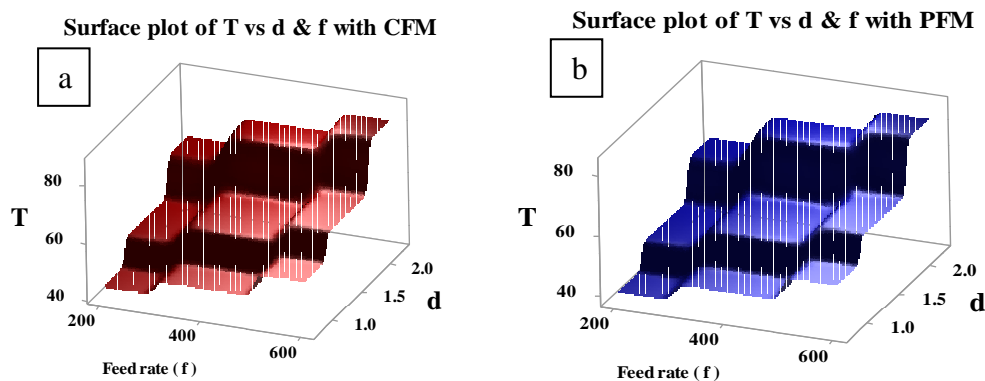 Surface plot of T vs d & f with CFM
a
80
60
40
T
200
400
600
Feed rate ( f )
1.0
1.5
2.0
d
Surface plot of T vs d & f with PFM
b
80
60
40
T
200
400
600
Feed rate ( f )
1.0
1.5
2.0
d